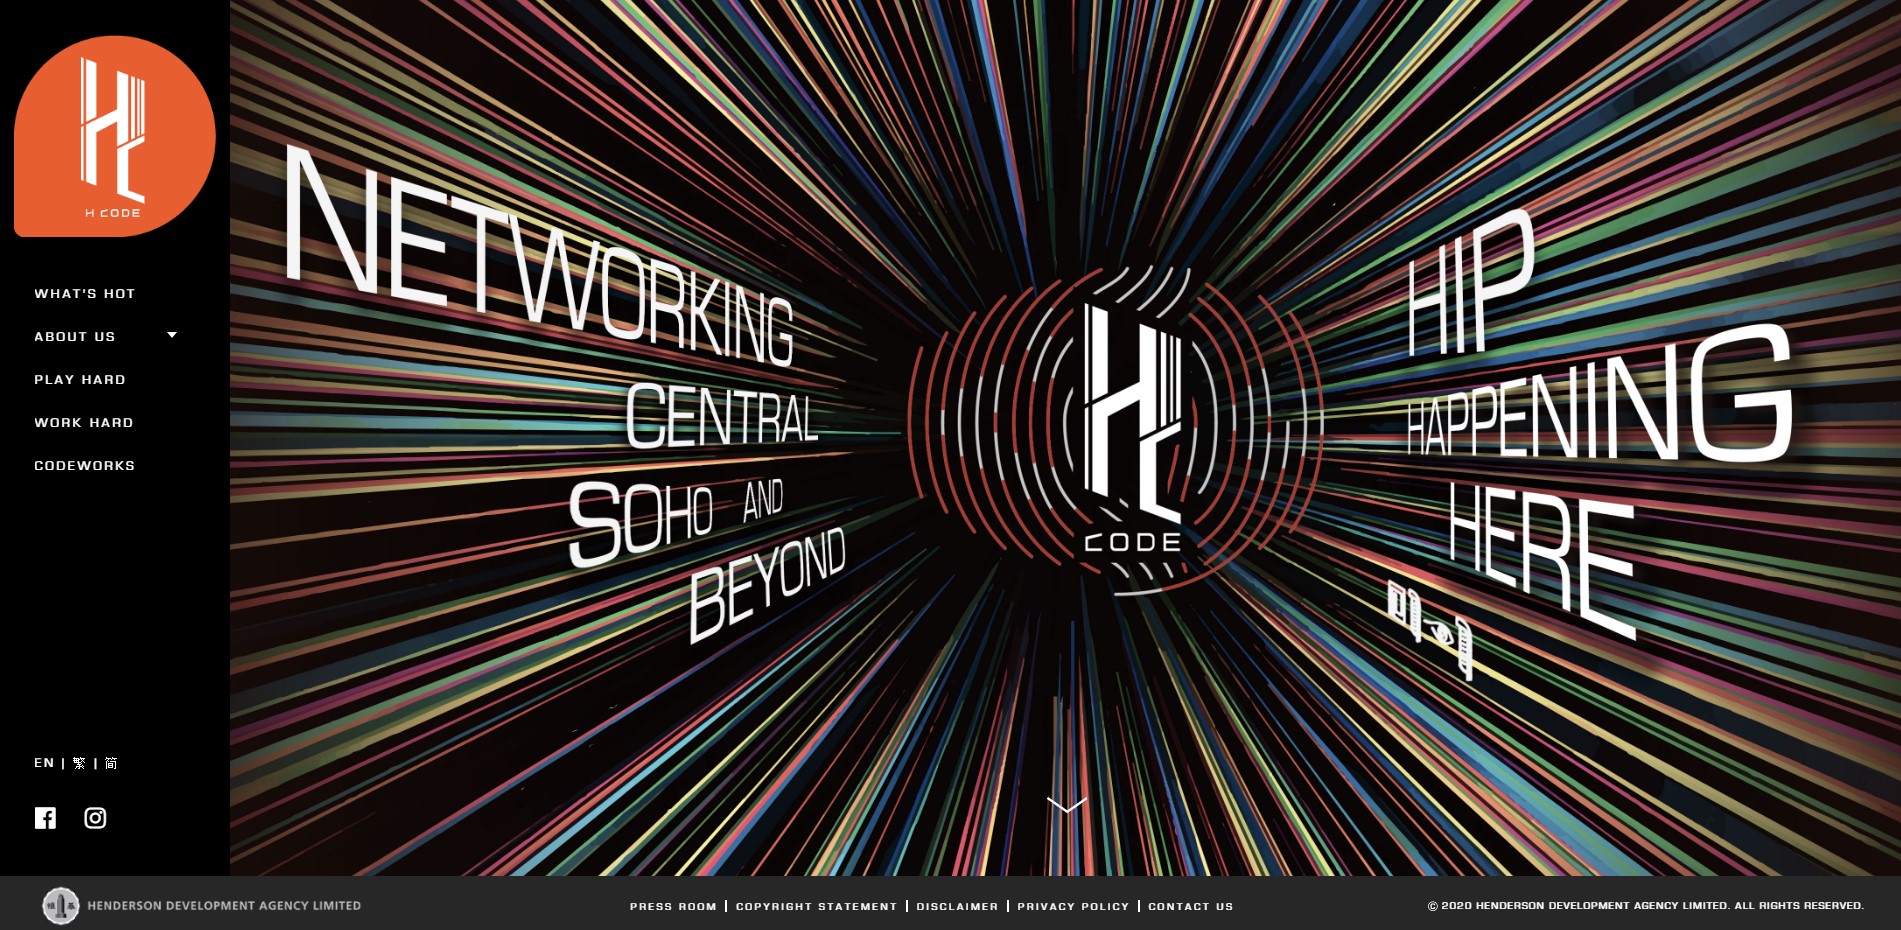 H CODE
WHAT'S HOT
ABOUT US
PLAY HARD
WORK HARD
CODEWORKS
EN | 繁 | 简
NETWORKING
CENTRAL
SOHO AND
BEYOND
CODE
HIP
HAPPENING
HERE
HENDERSON DEVELOPMENT AGENCY LIMITED
PRESS ROOM | COPYRIGHT STATEMENT | DISCLAIMER | PRIVACY POLICY | CONTACT US
© 2020 HENDERSON DEVELOPMENT AGENCY LIMITED. ALL RIGHTS RESERVED.